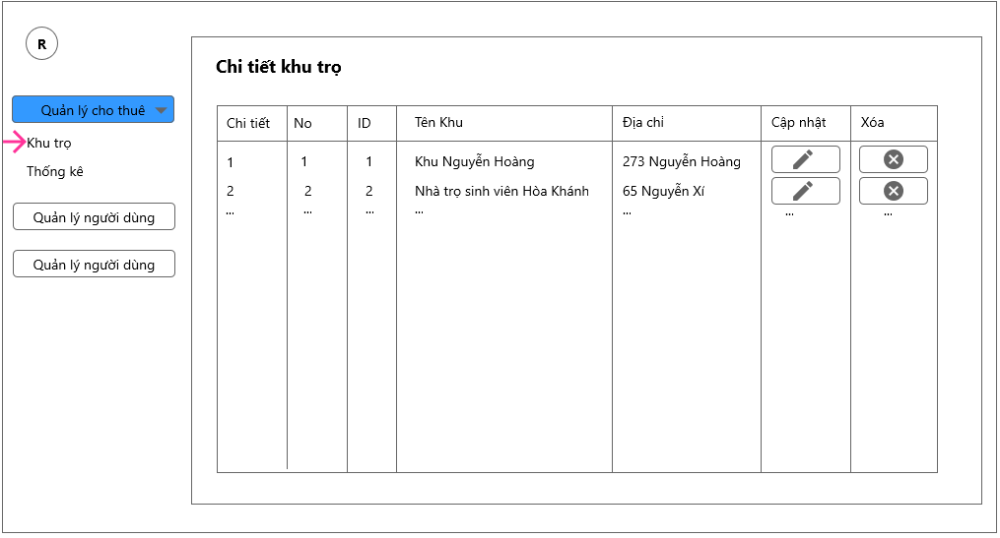 R
Quản lý cho thuê
Khu trọ
Thống kê
Quản lý người dùng
Quản lý người dùng
Chi tiết khu trọ
Chi tiết No ID Tên Khu Địa chỉ Cập nhật Xóa
1 1 1 Khu Nguyễn Hoàng 273 Nguyễn Hoàng
2 2 2 Nhà trọ sinh viên Hòa Khánh 65 Nguyễn Xí
... ... ... ... ... ... ...